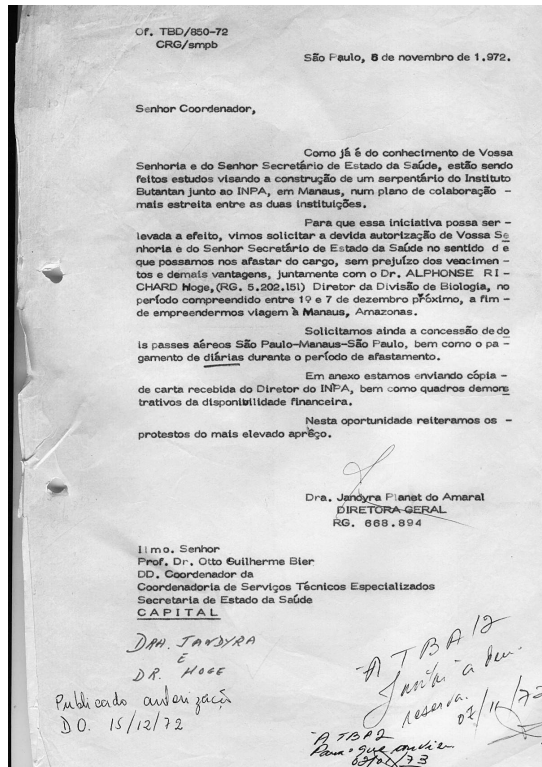 Of. TBD/850-72
CRG/smpb
São Paulo, 8 de novembro de 1.972.
Senhor Coordenador,
Como já é do conhecimento de Vossa
Senhoria e do Senhor Secretário de Estado da Saúde, estão sendo
feitos estudos visando a construção de um serpentário do Instituto
Butantan junto ao INPA, em Manaus, num plano de colaboração -
mais estreita entre as duas instituições.
Para que essa iniciativa possa ser -
levada a efeito, vimos solicitar a devida autorização de Vossa Se
nhoria e do Senhor Secretário de Estado da Saúde no sentido d e
que possamos nos afastar do cargo, sem prejuízo dos vencimen-
tos e demais vantagens, juntamente com o Dr. ALPHONSE RI-
CHARD Hoge,(RG. 5.202.151) Diretor da Divisão de Biologia, no
período compreendido entre 1º e 7 de dezembro próximo, a fim-
de empreendermos viagem à Manaus, Amazonas.
Solicitamos ainda a concessão de do
is passes aéreos São Paulo-Manaus-São Paulo, bem como o pa-
gamento de diárias durante o período de afastamento.
Em anexo estamos enviando cópia-
de carta recebida do Diretor do INPA, bem como quadros demons
trativos da disponibilidade financeira.
Nesta oportunidade reiteramos os -
protestos do mais elevado aprêço.
Dra. Jandyra Planet do Amaral
DIRETORA GERAL
RG. 668.894
Ilmo. Senhor
Prof. Dr. Otto Guilherme Bier
DD. Coordenador da
Coordenadoria de Serviços Técnicos Especializados
Secretaria de Estado da Saúde
CAPITAL
DRA. JANDYRA
E
DR. HOGE
Publicado autorização
DO. 15/12/72
A TBA12
reserva.
A TBA2